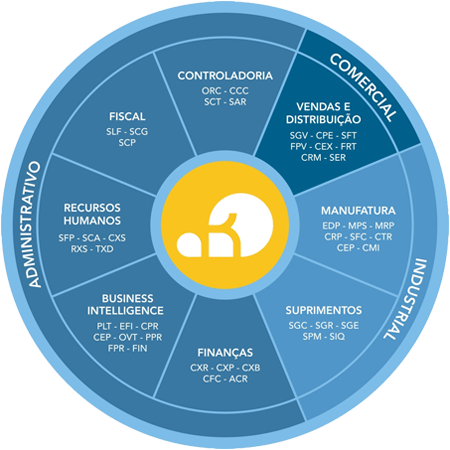 CONTROLADORIA
ORC - CCC
SCT - SAR
COMERCIAL
VENDAS E
DISTRIBUIÇÃO
SGV - CPE - SFT
FPV - CEX - FRT
CRM - SER
MANUFATURA
EDP - MPS - MRP
CRP - SFC - CTR
CEP - CMI
INDUSTRIAL
SUPRIMENTOS
SGC - SGR - SGE
SPM - SIQ
FINANÇAS
CXR - CXP - CXB
CFC - ACR
BUSINESS
INTELLIGENCE
PLT - EFI - CPR
CEP - OVT - PPR
FPR - FIN
RECURSOS
HUMANOS
SFP - SCA - CXS
RXS - TXD
ADMINISTRATIVO
FISCAL
SLF - SCG
SCP